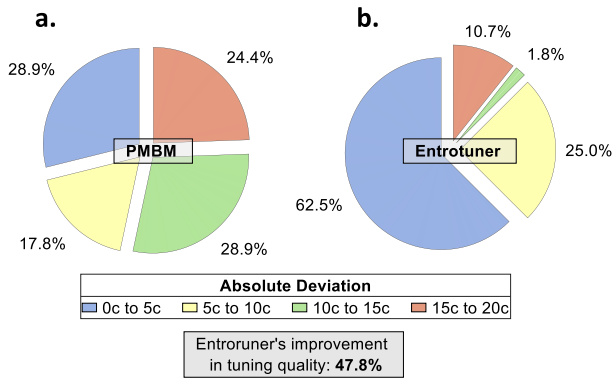 a.
b.
24.4%
28.9%
PMBM
17.8%
28.9%
10.7%
1.8%
Entrotuner
25.0%
62.5%
Absolute Deviation
0c to 5c 5c to 10c 10c to 15c 15c to 20c
Entroruner's improvement
in tuning quality: 47.8%